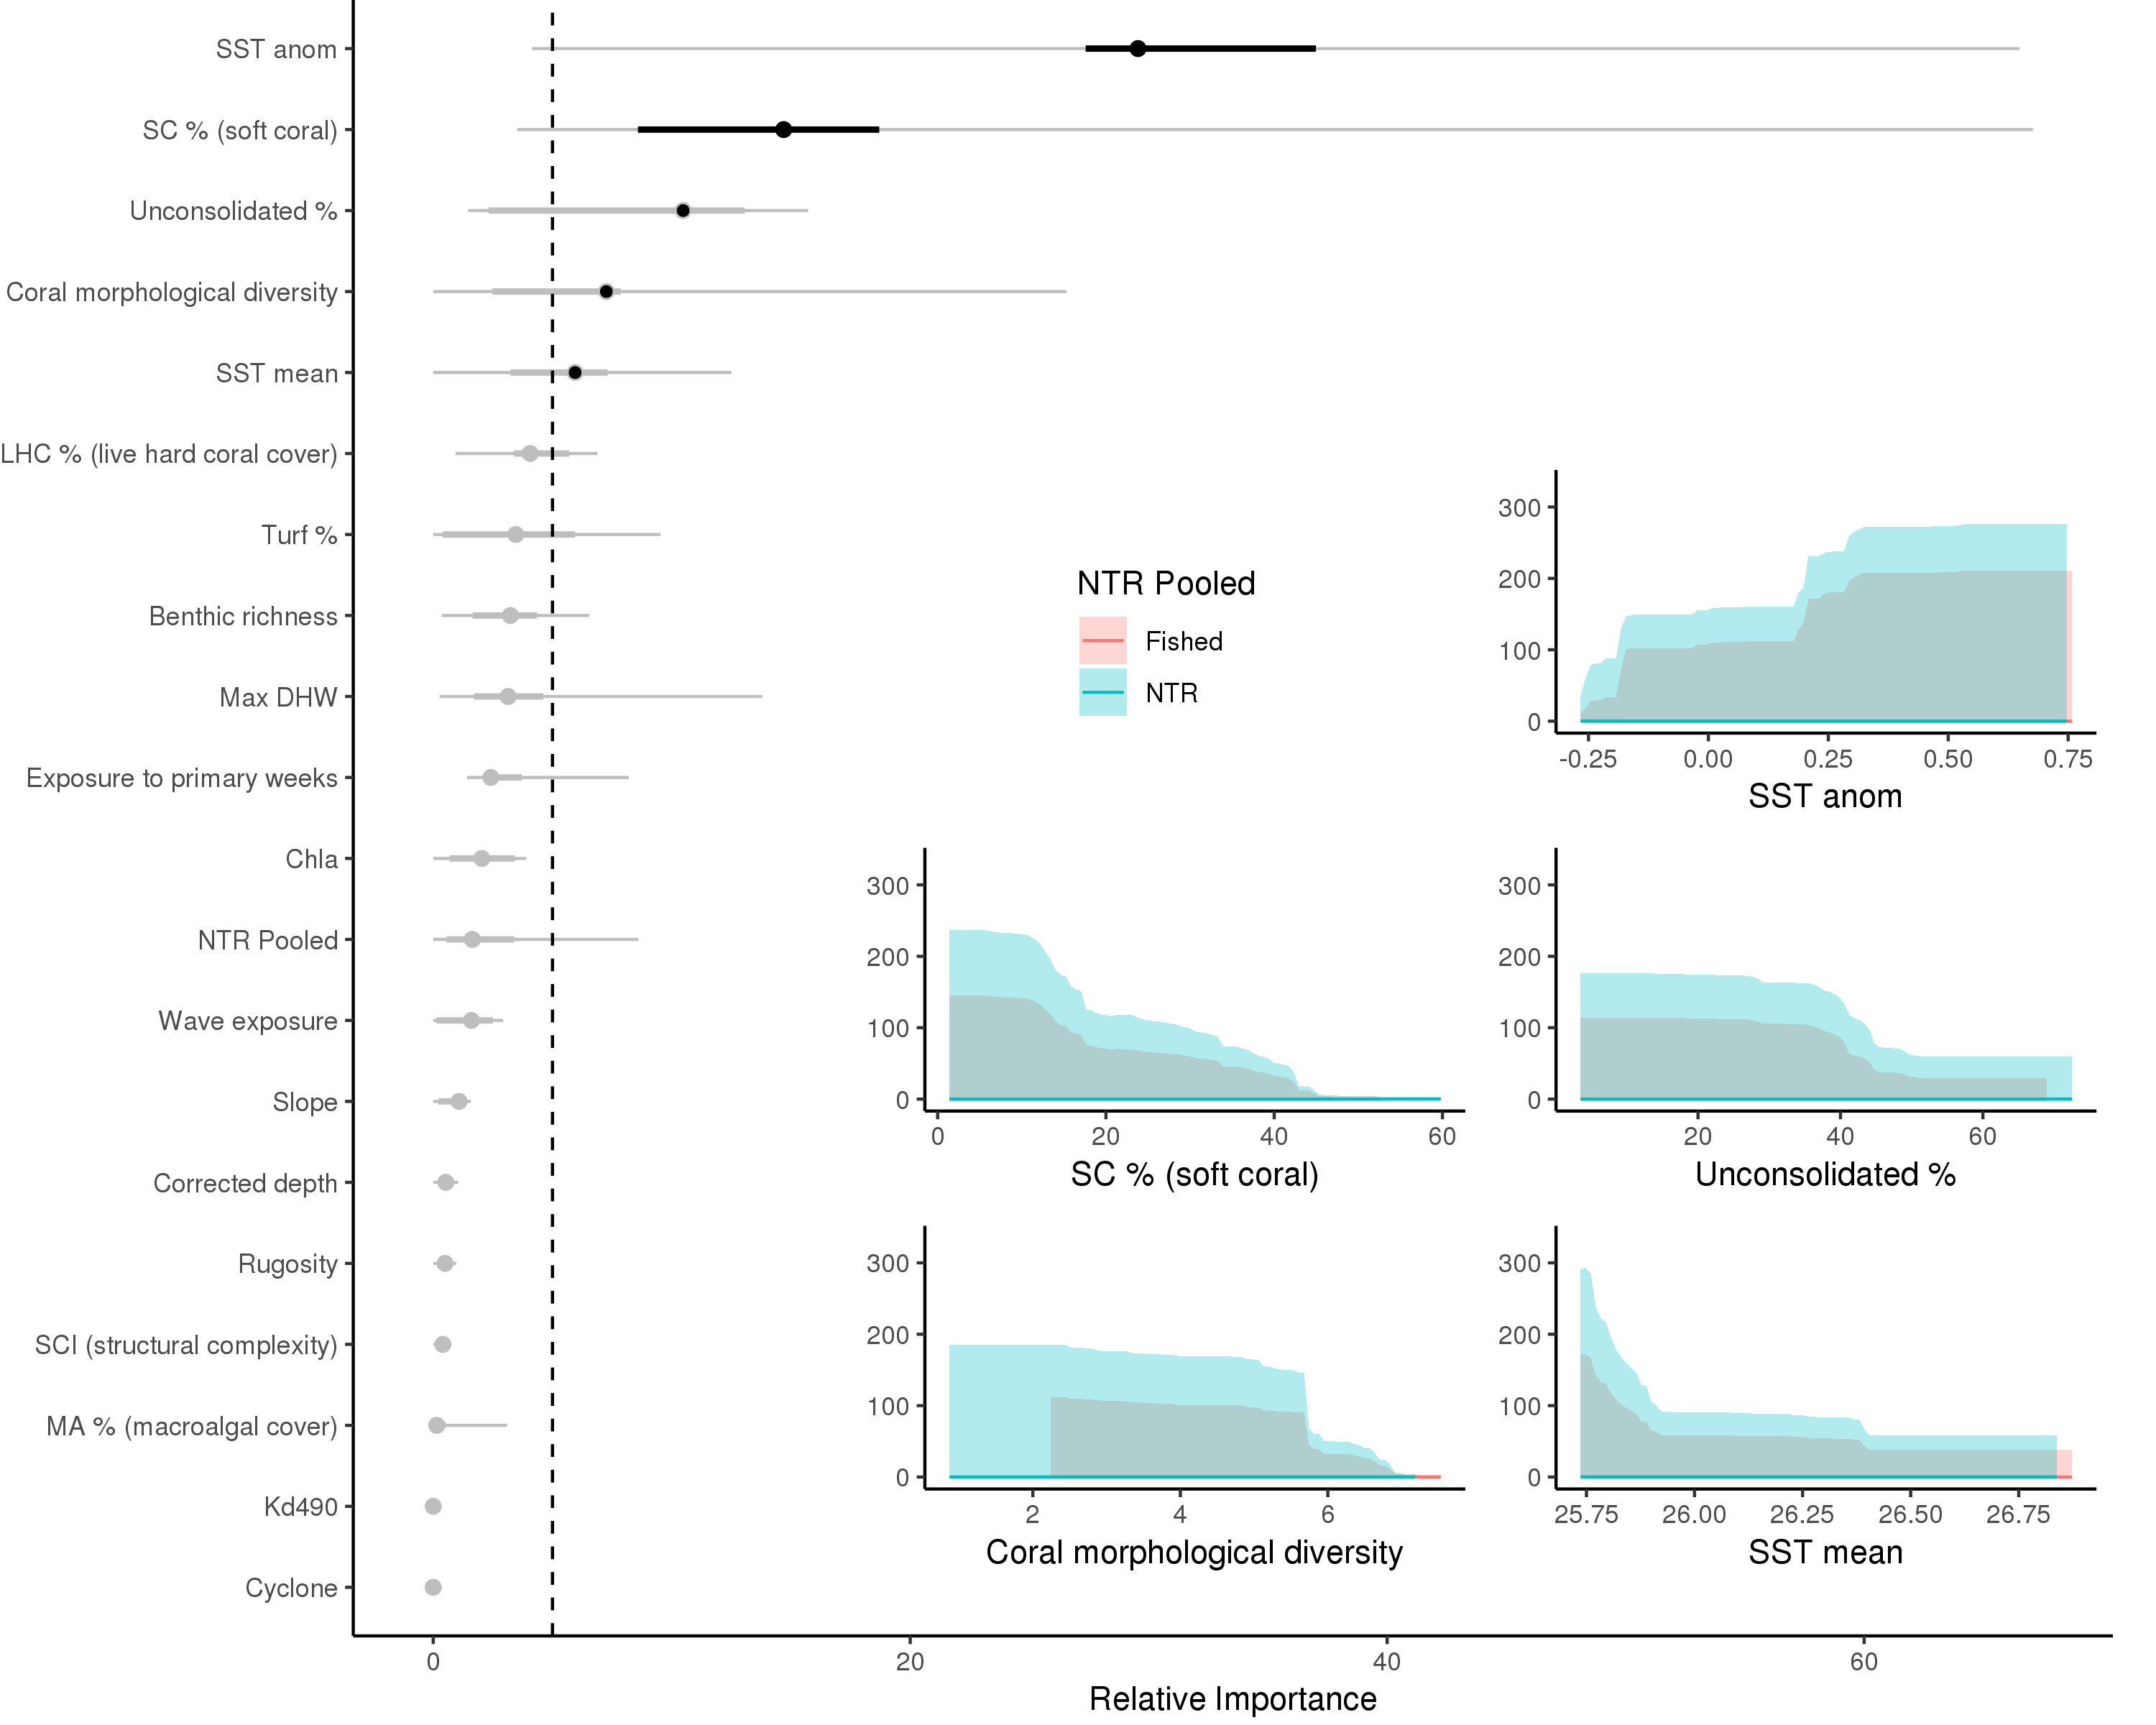 SST anom
SC % (soft coral)
Unconsolidated %
Coral morphological diversity
SST mean
LHC % (live hard coral cover)
Turf %
Benthic richness
Max DHW
Exposure to primary weeks
Chla
NTR Pooled
Wave exposure
Slope
Corrected depth
Rugosity
SCI (structural complexity)
MA % (macroalgal cover)
Kd490
Cyclone
0 20 40 60
Relative Importance
NTR Pooled
Fished
NTR
300
200
100
0
-0.25 0.00 0.25 0.50 0.75
SST anom
300
200
100
0
0 20 40 60
SC % (soft coral)
300
200
100
0
20 40 60
Unconsolidated %
300
200
100
0
2 4 6
Coral morphological diversity
300
200
100
0
25.75 26.00 26.25 26.50 26.75
SST mean